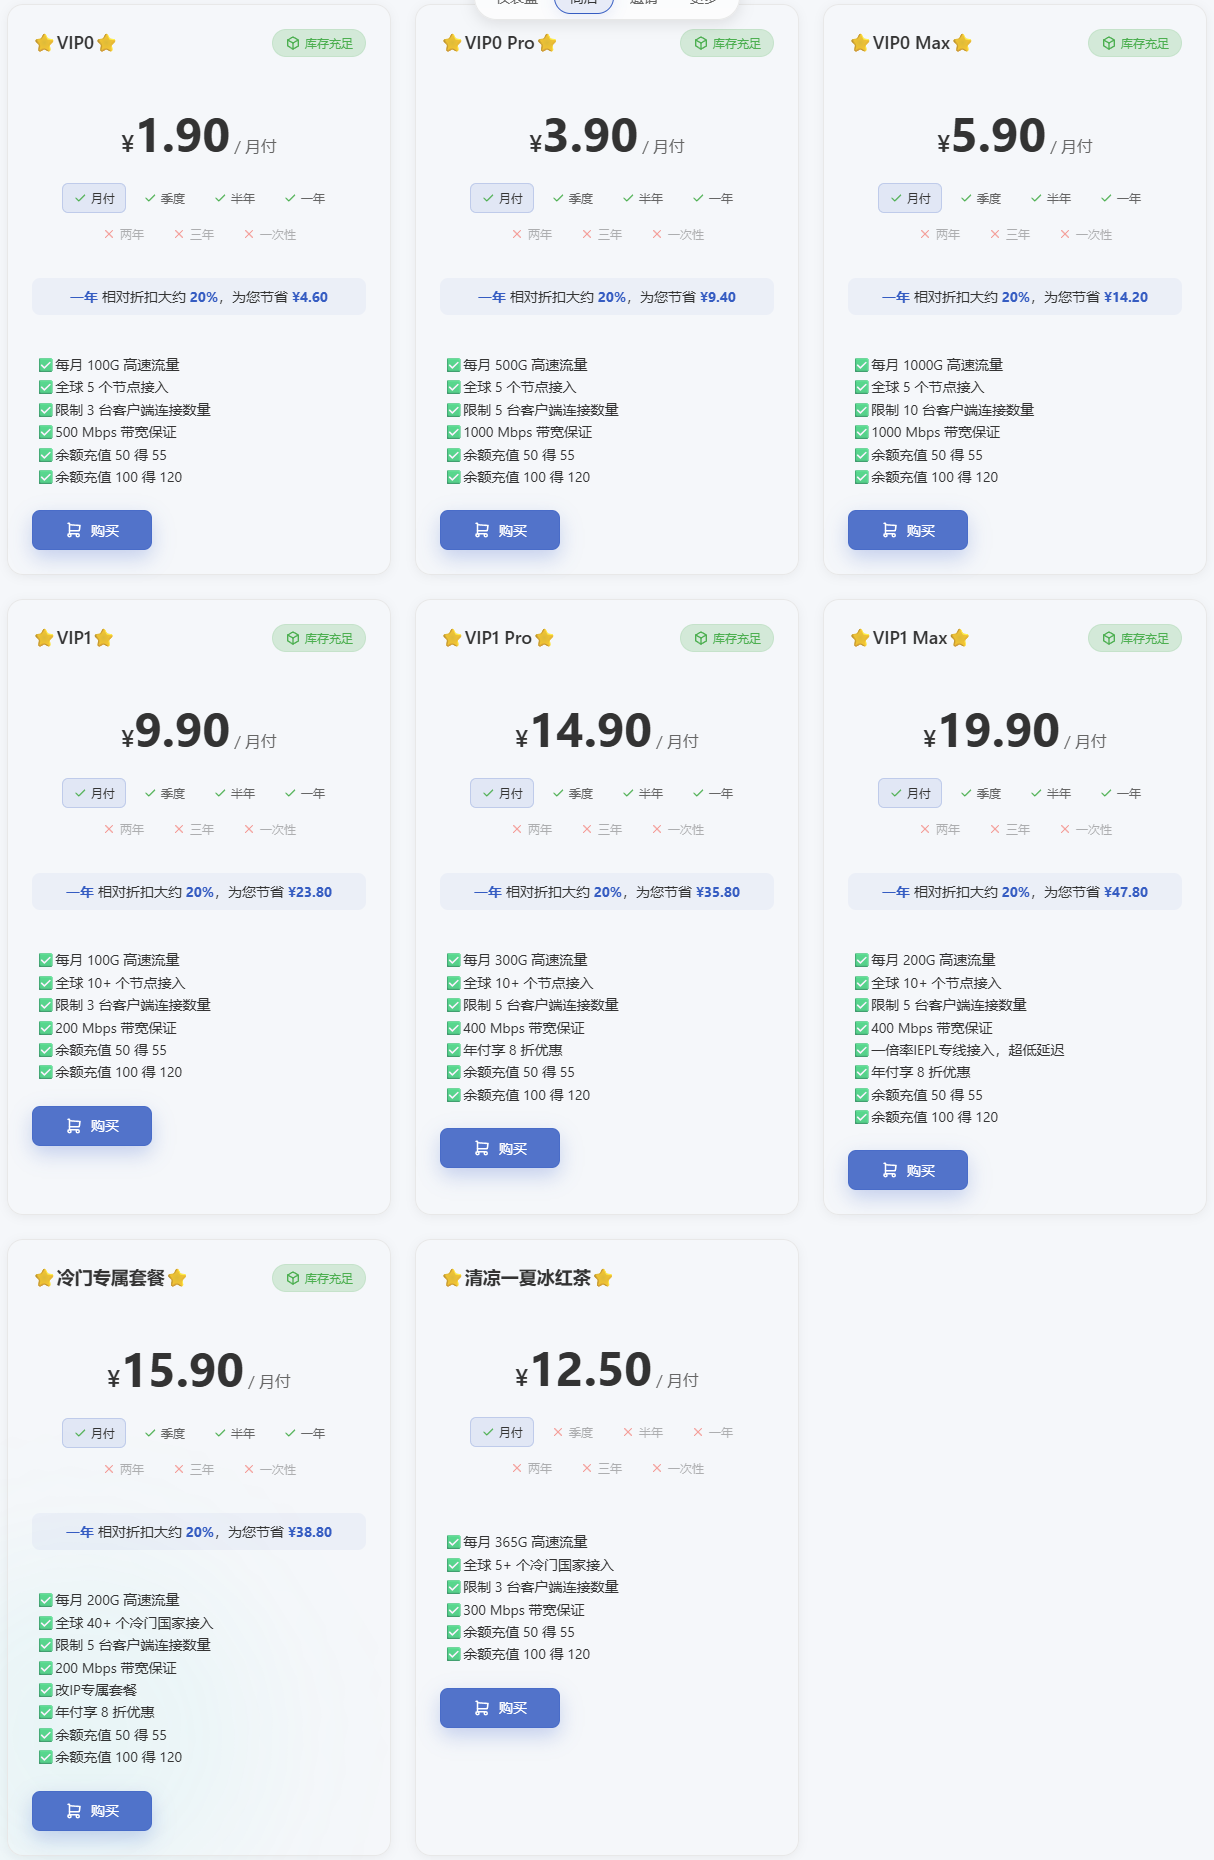 仪表盘 商店 邀请 更多
VIP0
库存充足
¥1.90 / 月付
月付 季度 半年 一年
两年 三年 一次性
一年 相对折扣大约 20%，为您节省 ¥4.60
每月 100G 高速流量
全球 5 个节点接入
限制 3 台客户端连接数量
500 Mbps 带宽保证
余额充值 50 得 55
余额充值 100 得 120
购买
VIP0 Pro
库存充足
¥3.90 / 月付
月付 季度 半年 一年
两年 三年 一次性
一年 相对折扣大约 20%，为您节省 ¥9.40
每月 500G 高速流量
全球 5 个节点接入
限制 5 台客户端连接数量
1000 Mbps 带宽保证
余额充值 50 得 55
余额充值 100 得 120
购买
VIP0 Max
库存充足
¥5.90 / 月付
月付 季度 半年 一年
两年 三年 一次性
一年 相对折扣大约 20%，为您节省 ¥14.20
每月 1000G 高速流量
全球 5 个节点接入
限制 10 台客户端连接数量
1000 Mbps 带宽保证
余额充值 50 得 55
余额充值 100 得 120
购买
VIP1
库存充足
¥9.90 / 月付
月付 季度 半年 一年
两年 三年 一次性
一年 相对折扣大约 20%，为您节省 ¥23.80
每月 100G 高速流量
全球 10+ 个节点接入
限制 3 台客户端连接数量
200 Mbps 带宽保证
余额充值 50 得 55
余额充值 100 得 120
购买
VIP1 Pro
库存充足
¥14.90 / 月付
月付 季度 半年 一年
两年 三年 一次性
一年 相对折扣大约 20%，为您节省 ¥35.80
每月 300G 高速流量
全球 10+ 个节点接入
限制 5 台客户端连接数量
400 Mbps 带宽保证
年付享 8 折优惠
余额充值 50 得 55
余额充值 100 得 120
购买
VIP1 Max
库存充足
¥19.90 / 月付
月付 季度 半年 一年
两年 三年 一次性
一年 相对折扣大约 20%，为您节省 ¥47.80
每月 200G 高速流量
全球 10+ 个节点接入
限制 5 台客户端连接数量
400 Mbps 带宽保证
一倍率IEPL专线接入，超低延迟
年付享 8 折优惠
余额充值 50 得 55
余额充值 100 得 120
购买
冷门专属套餐
库存充足
¥15.90 / 月付
月付 季度 半年 一年
两年 三年 一次性
一年 相对折扣大约 20%，为您节省 ¥38.80
每月 200G 高速流量
全球 40+ 个冷门国家接入
限制 5 台客户端连接数量
200 Mbps 带宽保证
改IP专属套餐
年付享 8 折优惠
余额充值 50 得 55
余额充值 100 得 120
购买
清凉一夏冰红茶
¥12.50 / 月付
月付 季度 半年 一年
两年 三年 一次性
每月 365G 高速流量
全球 5+ 个冷门国家接入
限制 3 台客户端连接数量
300 Mbps 带宽保证
余额充值 50 得 55
余额充值 100 得 120
购买